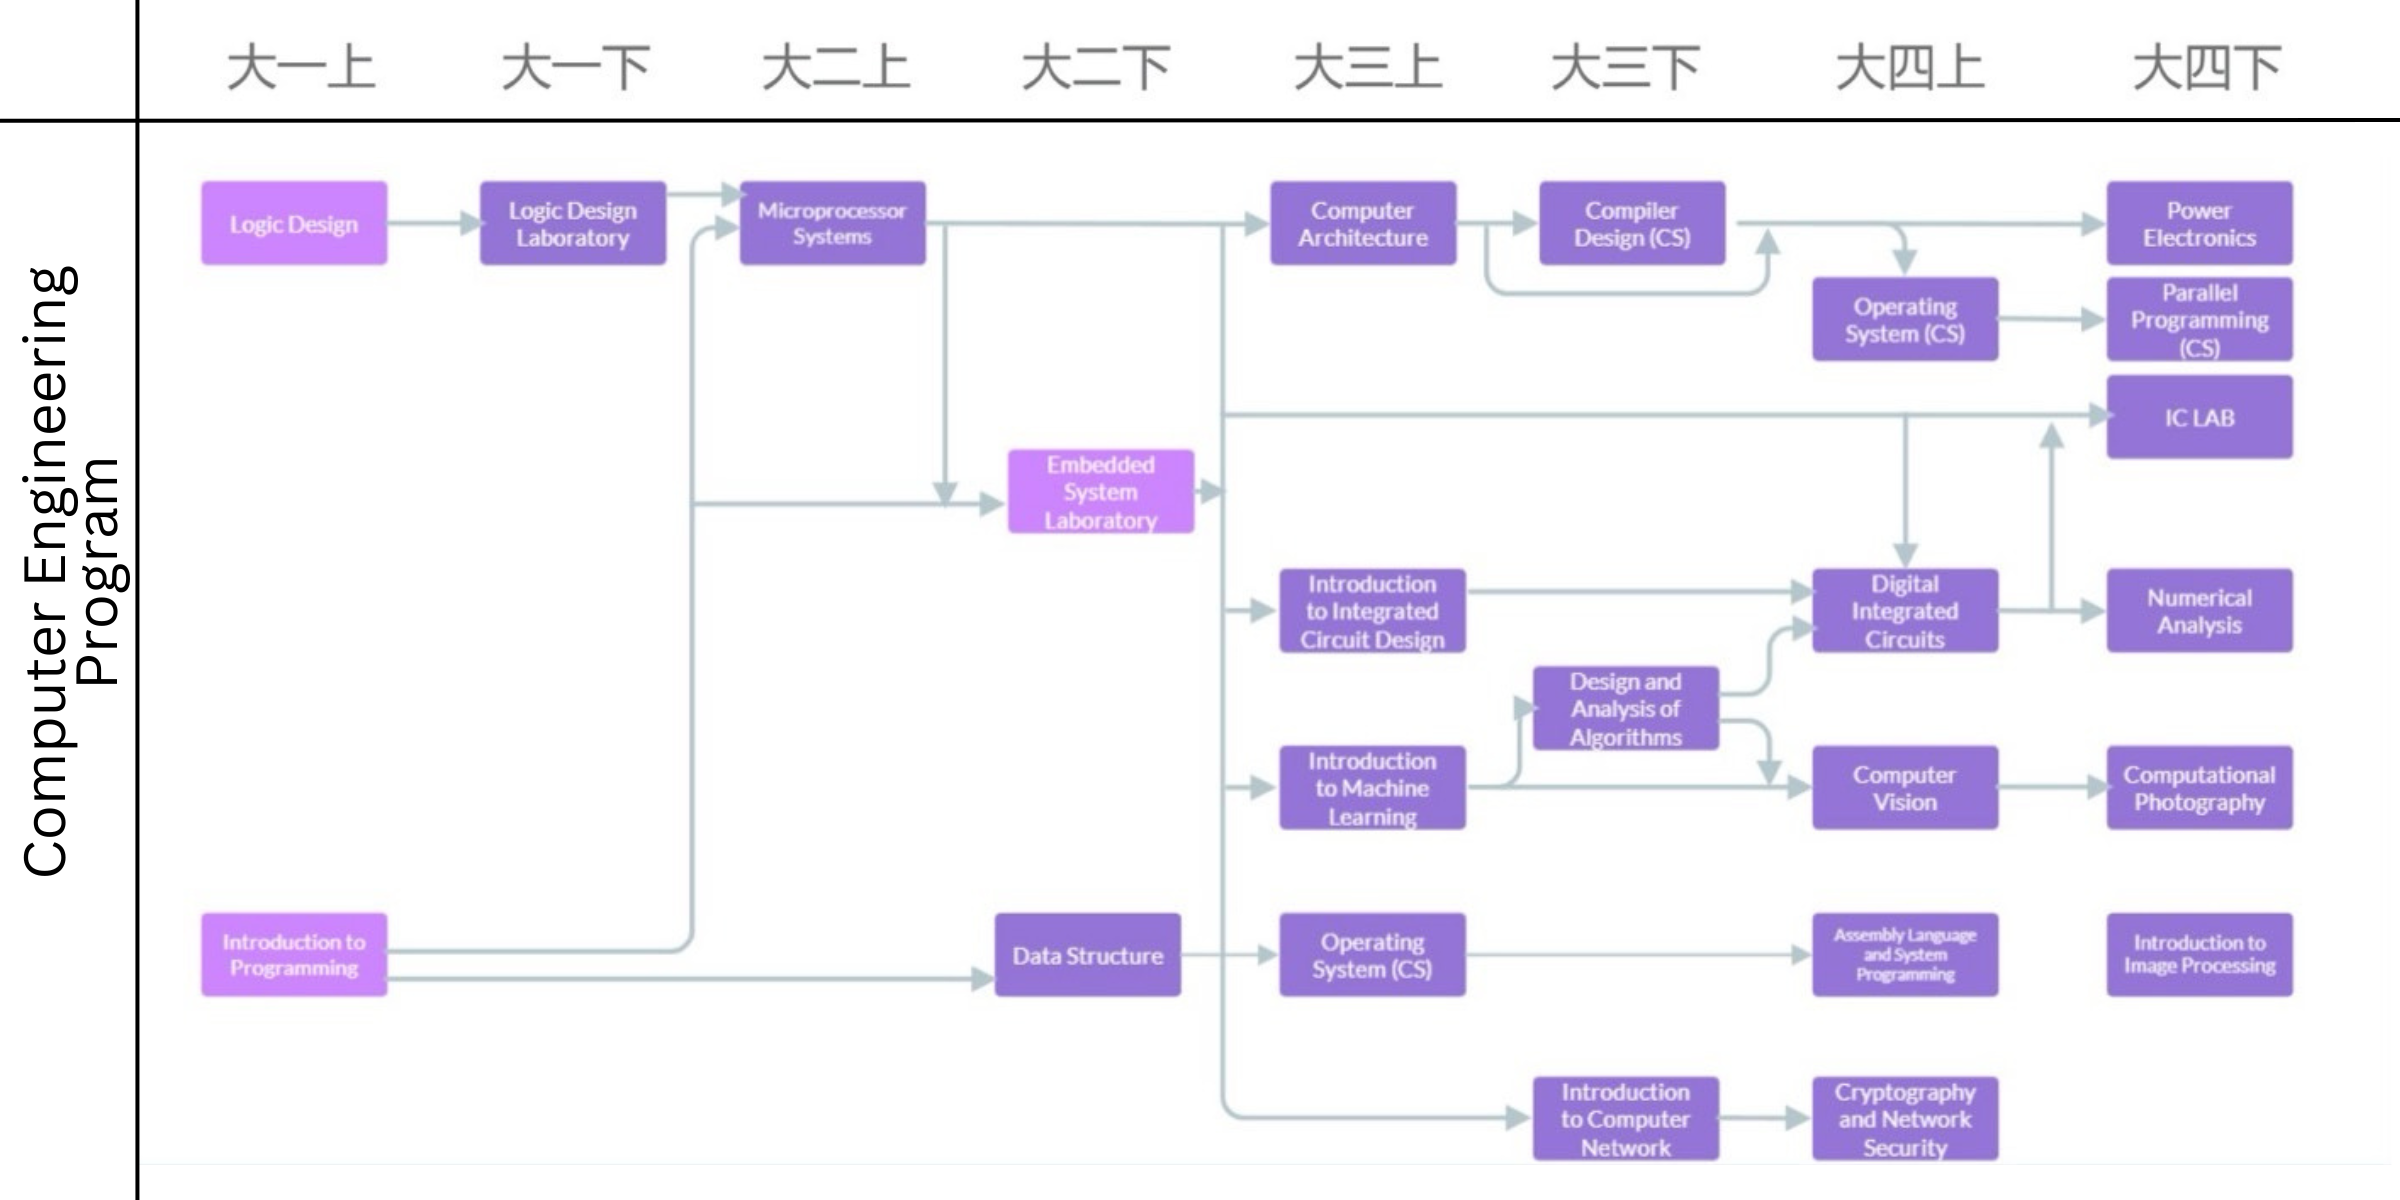 大一上
大一下
大二上
大二下
大三上
大三下
大四上
大四下
Computer Engineering
Program
Logic Design
Logic Design
Laboratory
Microprocessor
Systems
Computer
Architecture
Compiler
Design (CS)
Power
Electronics
Operating
System (CS)
Parallel
Programming
(CS)
IC LAB
Embedded
System
Laboratory
Introduction
to Integrated
Circuit Design
Digital
Integrated
Circuits
Numerical
Analysis
Design and
Analysis of
Algorithms
Introduction
to Machine
Learning
Computer
Vision
Computational
Photography
Introduction to
Programming
Data Structure
Operating
System (CS)
Assembly Language
and System
Programming
Introduction to
Image Processing
Introduction
to Computer
Network
Cryptography
and Network
Security